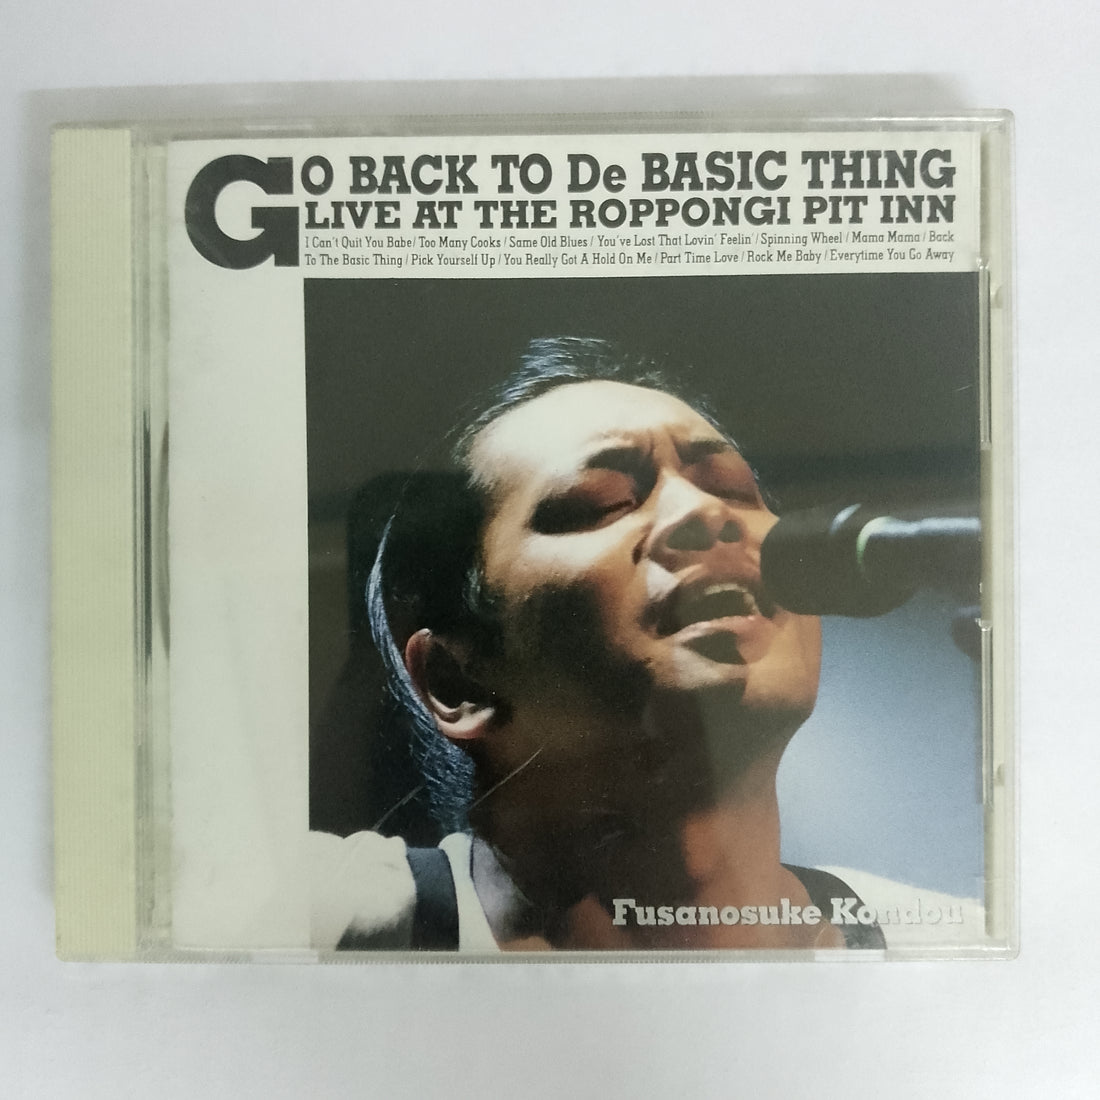 GO BACK TO De BASIC THING
LIVE AT THE ROPPONGI PIT INN
I Can't Quit You Babe / Too Many Cooks / Same Old Blues / You've Lost That Lovin' Feelin' / Spinning Wheel / Mama Mama / Back
To The Basic Thing / Pick Yourself Up / You Really Got A Hold On Me / Part Time Love / Rock Me Baby / Everytime You Go Away
Fusanosuke Kondou